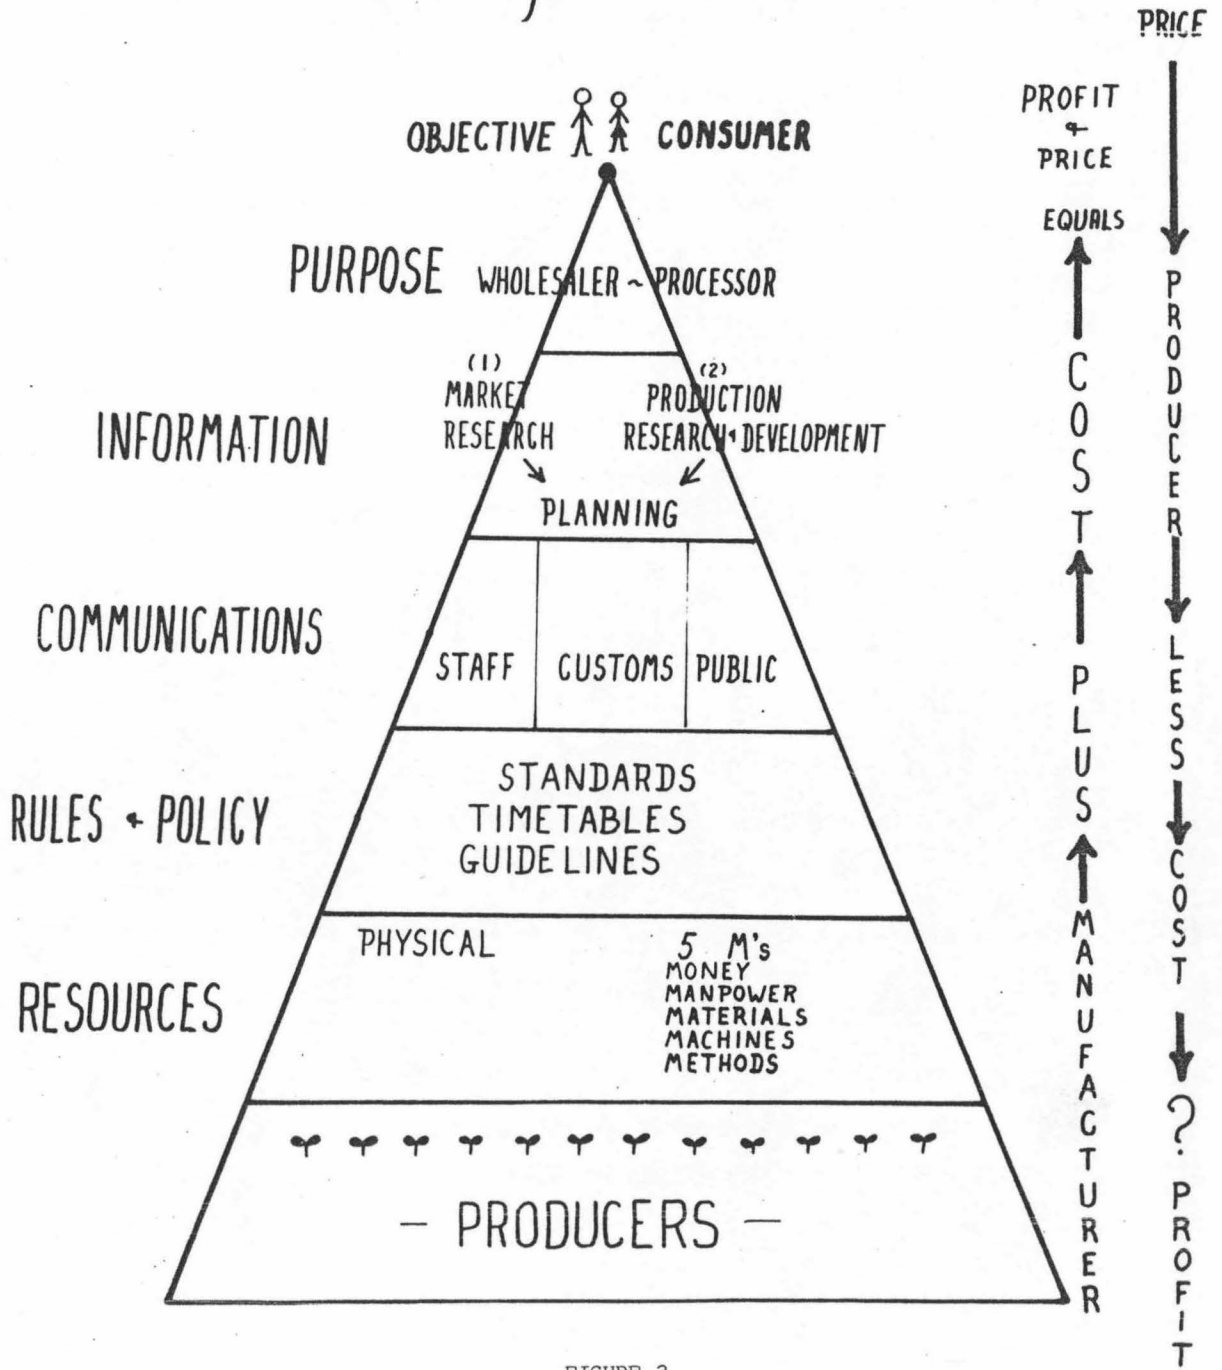 PRICE
PROFIT
&
PRICE
EQUALS
OBJECTIVE CONSUMER
PURPOSE WHOLESALER ~ PROCESSOR
INFORMATION
(1)
MARKET
RESEARCH
(2)
PRODUCTION
RESEARCH & DEVELOPMENT
PLANNING
COMMUNICATIONS
STAFF CUSTOMS PUBLIC
RULES & POLICY
STANDARDS
TIMETABLES
GUIDELINES
RESOURCES
PHYSICAL
5 M's
MONEY
MANPOWER
MATERIALS
MACHINES
METHODS
- PRODUCERS -
COST
PLUS
MANUFACTURER
PRODUCER
LESS
COST
?
PROFIT